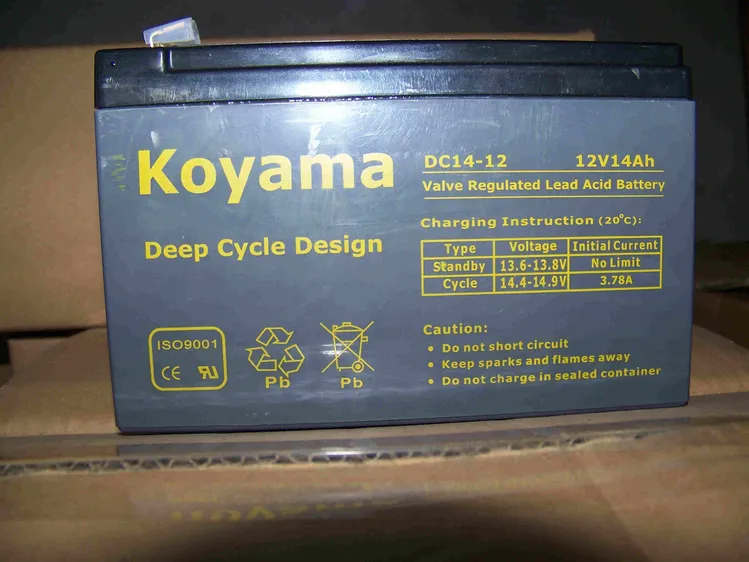 Koyama
Deep Cycle Design
DC14-12 12V14Ah
Valve Regulated Lead Acid Battery
Charging Instruction (20°C):
Type Voltage Initial Current
Standby 13.6-13.8V No Limit
Cycle 14.4-14.9V 3.78A
ISO9001
CE RU
Pb Pb
Caution:
• Do not short circuit
• Keep sparks and flames away
• Do not charge in sealed container